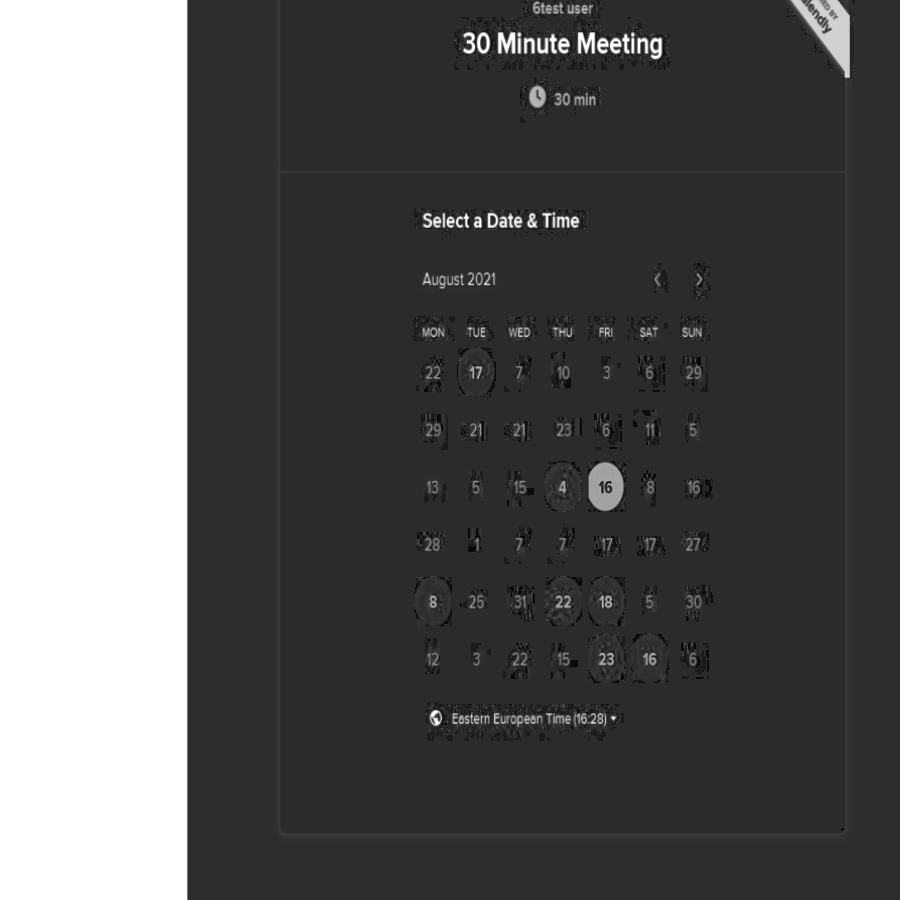 6test user
30 Minute Meeting
30 min
Select a Date & Time
August 2021
MON TUE WED THU FRI SAT SUN
22 17 7 10 3 6 29
29 21 21 23 6 11 5
13 5 15 4 16 8 16
28 1 7 7 17 17 27
8 25 31 22 18 5 30
12 3 22 15 23 16 6
Eastern European Time (16:28)